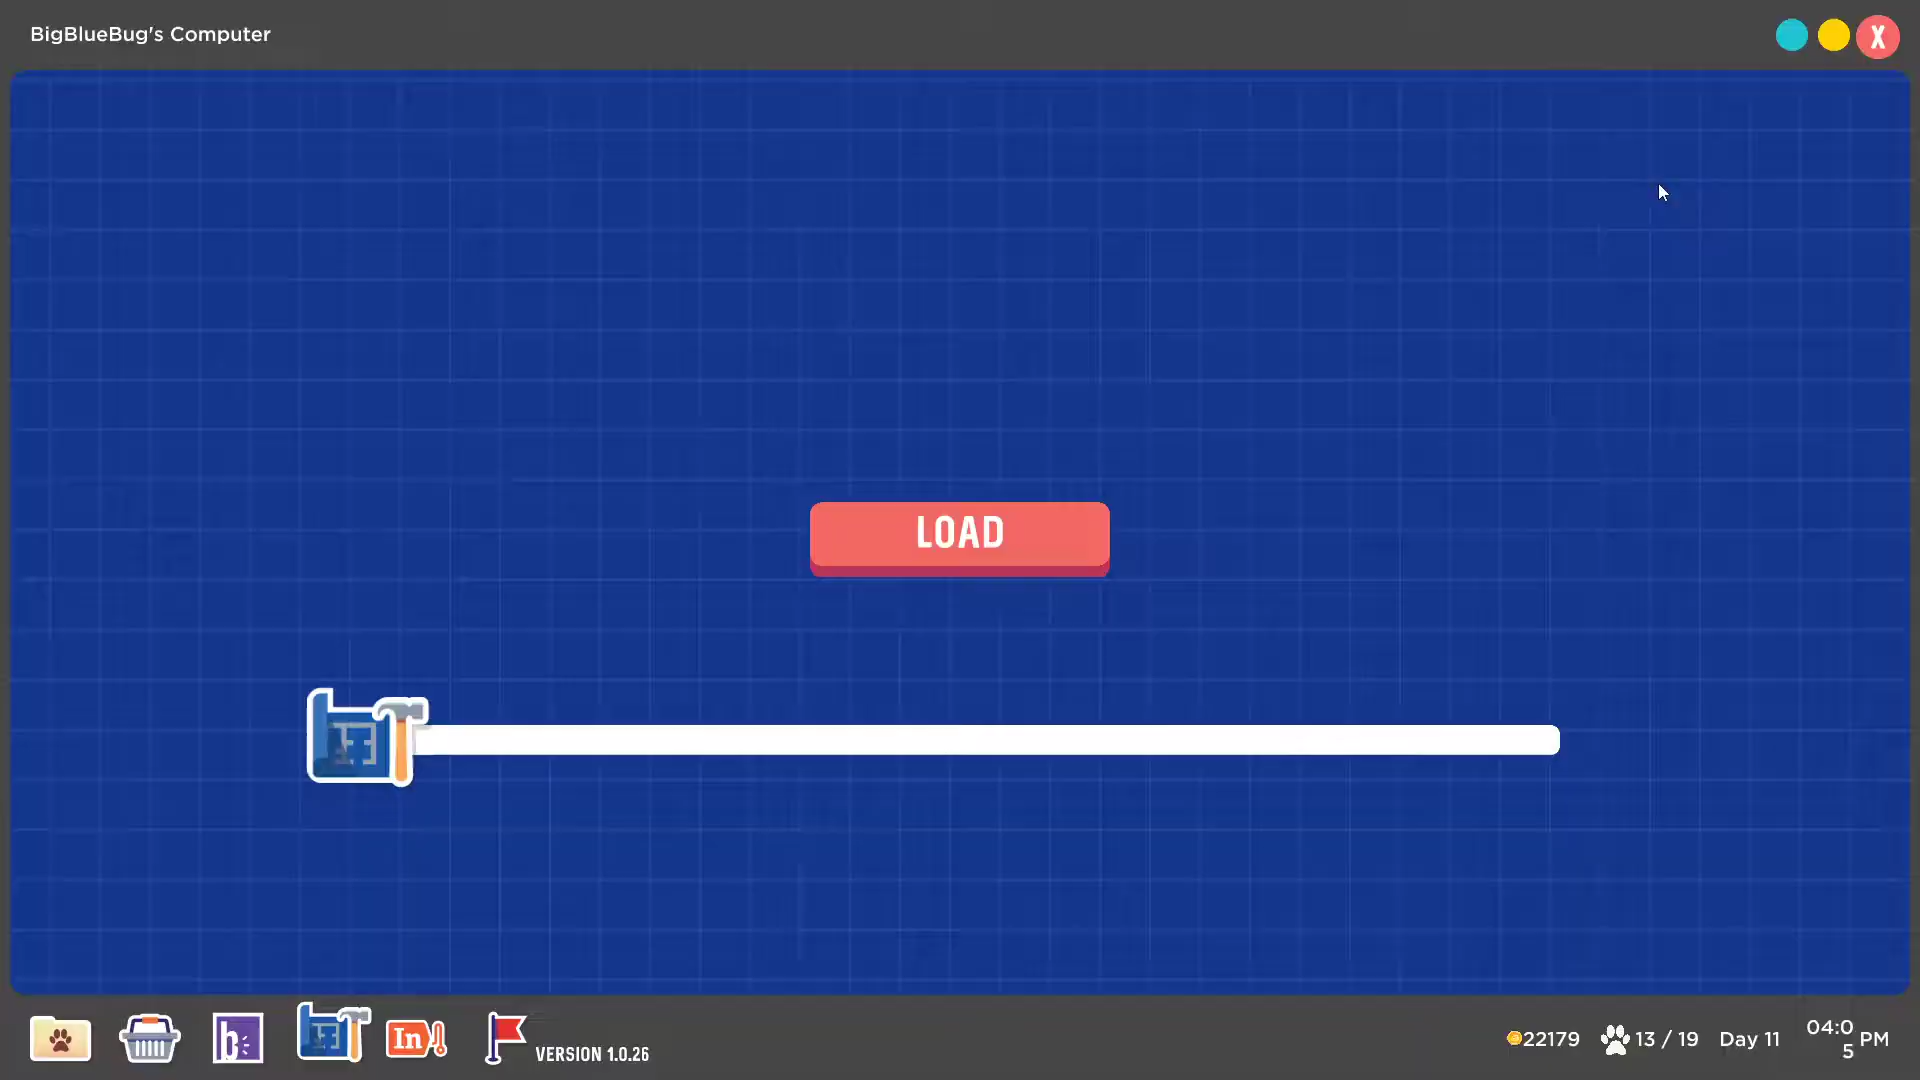 BigBlueBug's Computer
X
LOAD
b
In
VERSION 1.0.26
22179
13 / 19
Day 11
04:0
5 PM